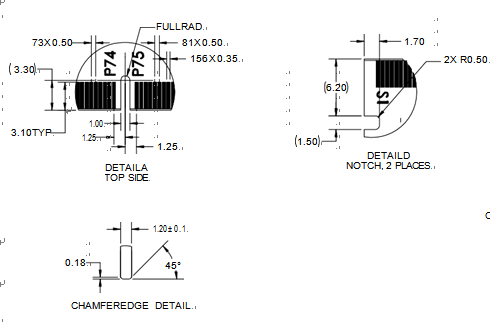 FULLRAD.
73X0.50
81X0.50.
156X0.35.
P74
P75
(3.30)
3.10TYP.
1.00
1.25
1.25.
DETAILA
TOP SIDE.
1.70
2X R0.50.
(6.20)
SI
(1.50)
DETAILD
NOTCH, 2 PLACES.
1.20±0.1.
0.18
45°
CHAMFEREDGE DETAIL.